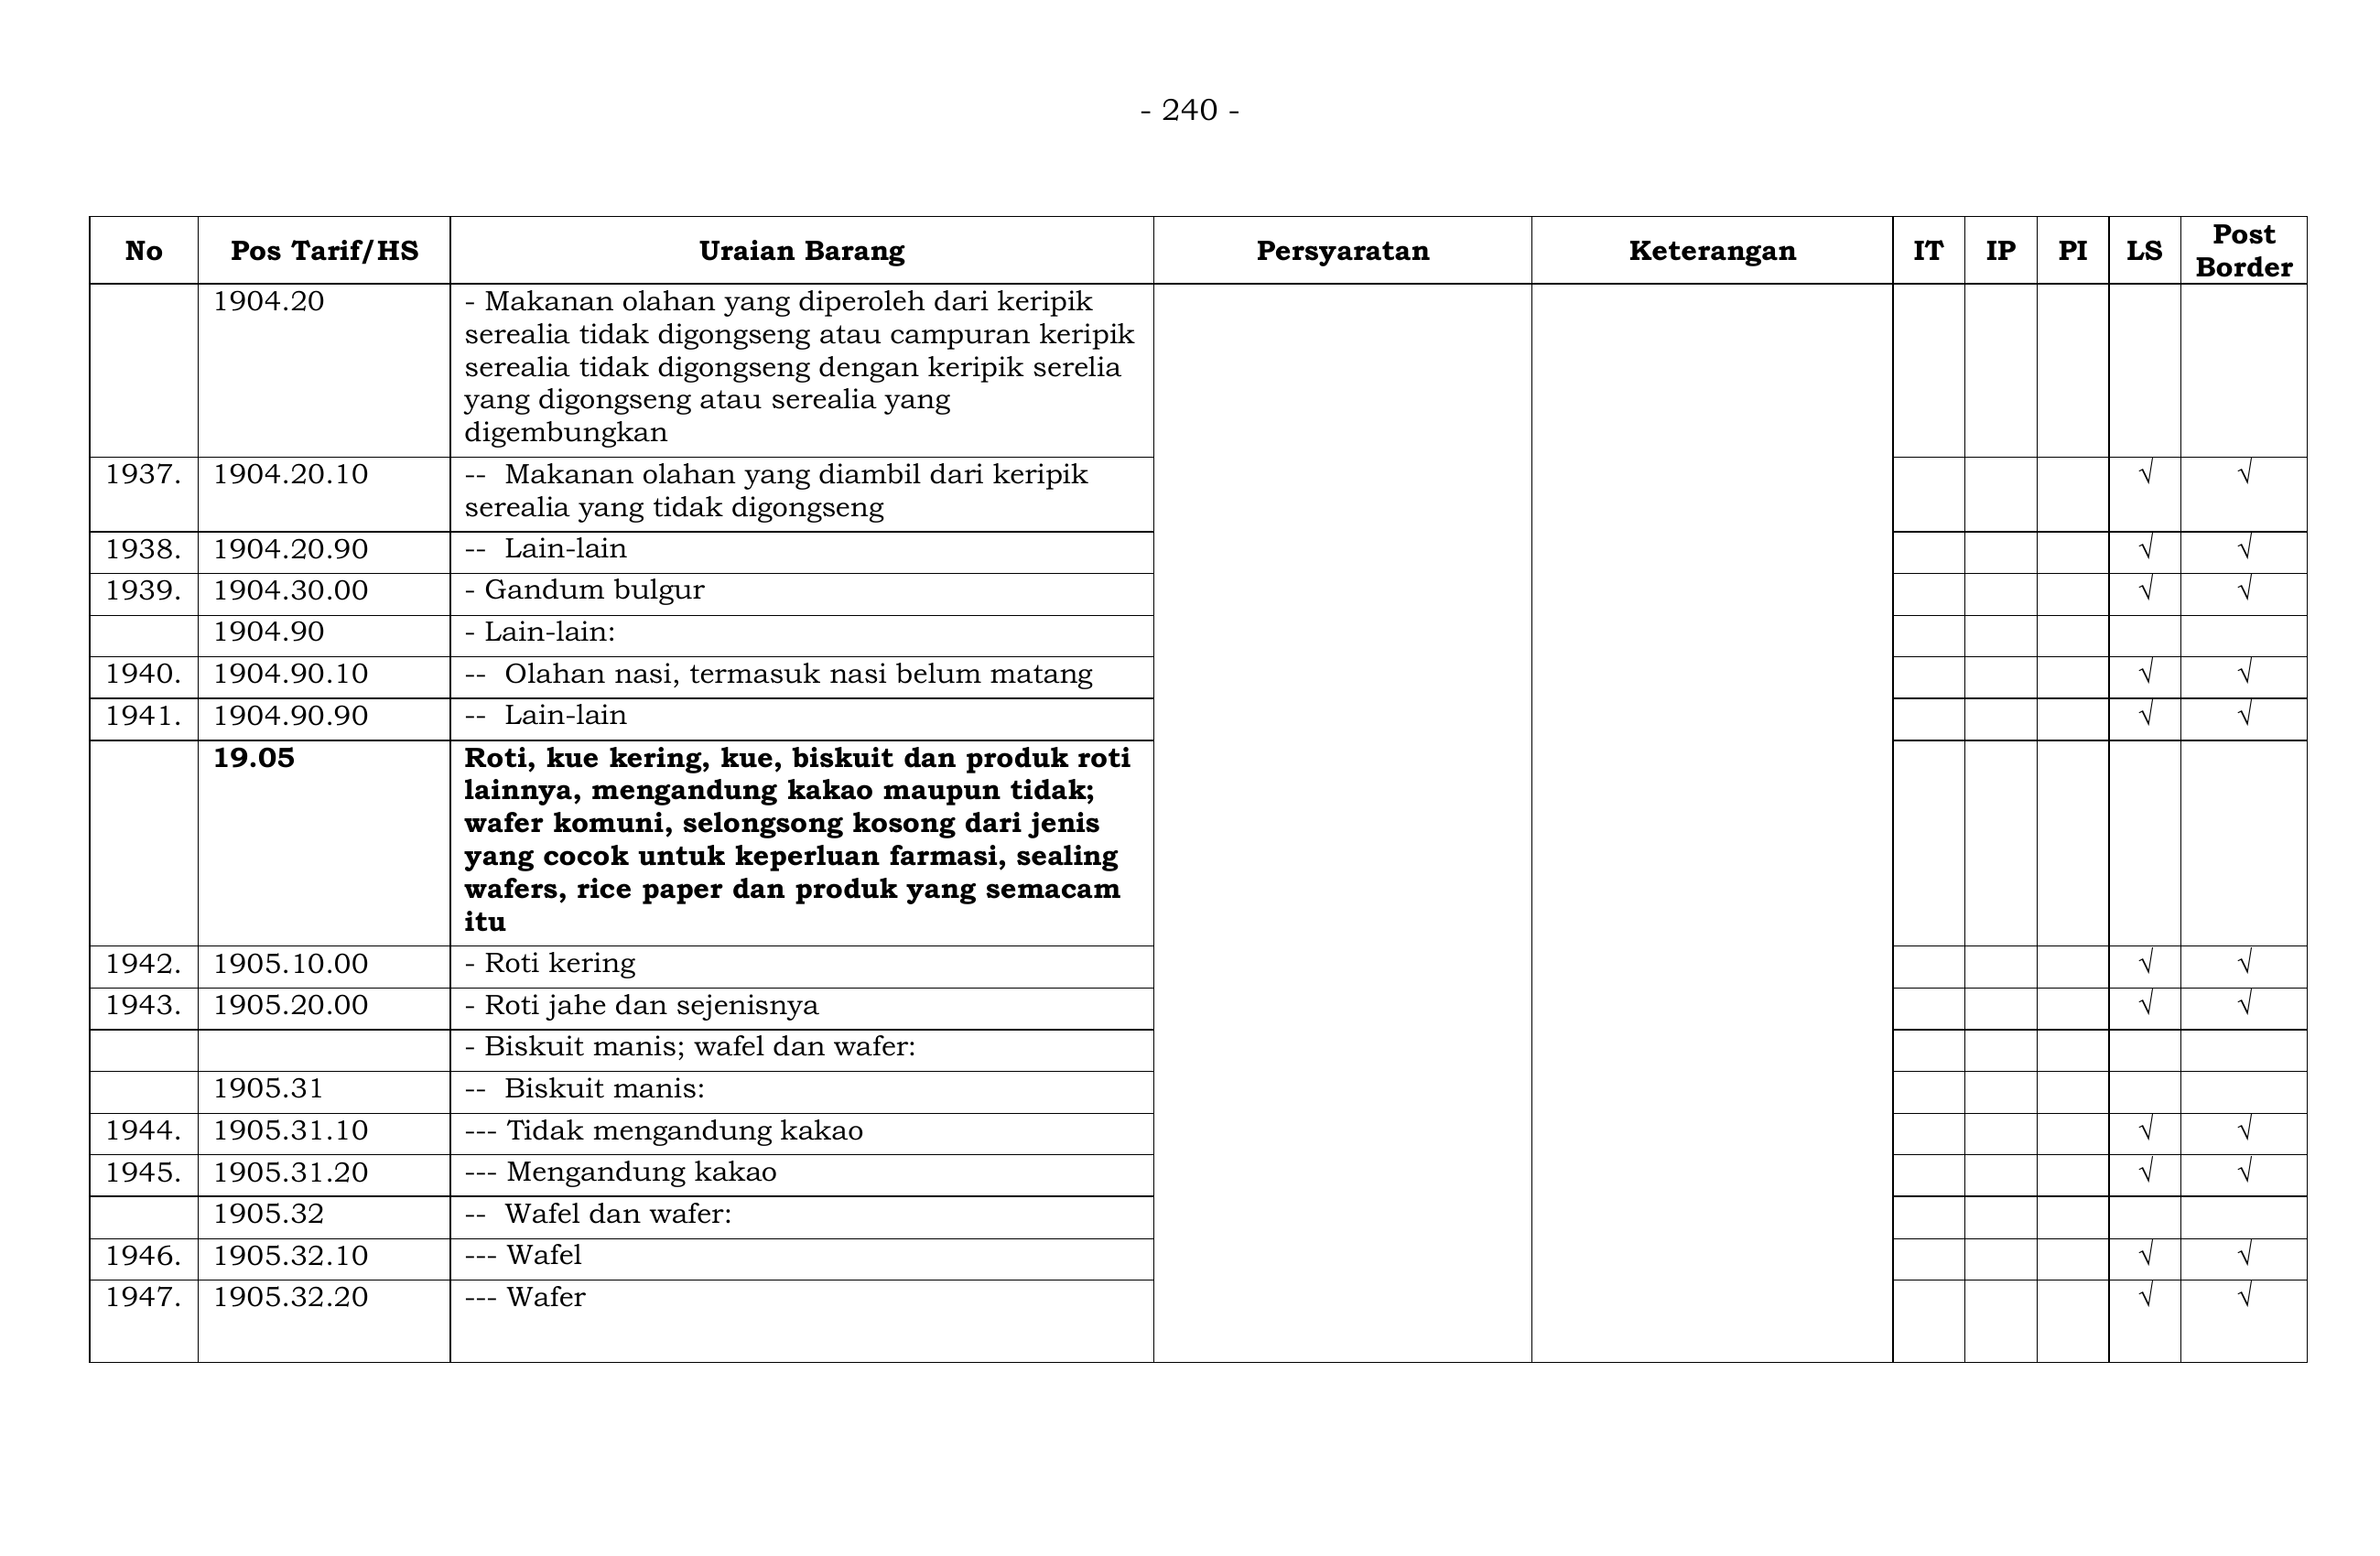 - 240 -
No Pos Tarif/HS Uraian Barang Persyaratan Keterangan IT IP PI LS Post Border
1904.20 - Makanan olahan yang diperoleh dari keripik
serealia tidak digongseng atau campuran keripik
serealia tidak digongseng dengan keripik serelia
yang digongseng atau serealia yang
digembungkan
1937. 1904.20.10 -- Makanan olahan yang diambil dari keripik √ √
serealia yang tidak digongseng
1938. 1904.20.90 -- Lain-lain √ √
1939. 1904.30.00 - Gandum bulgur √ √
1904.90 - Lain-lain:
1940. 1904.90.10 -- Olahan nasi, termasuk nasi belum matang √ √
1941. 1904.90.90 -- Lain-lain √ √
19.05 Roti, kue kering, kue, biskuit dan produk roti
lainnya, mengandung kakao maupun tidak;
wafer komuni, selongsong kosong dari jenis
yang cocok untuk keperluan farmasi, sealing
wafers, rice paper dan produk yang semacam
itu
1942. 1905.10.00 - Roti kering √ √
1943. 1905.20.00 - Roti jahe dan sejenisnya √ √
- Biskuit manis; wafel dan wafer:
1905.31 -- Biskuit manis:
1944. 1905.31.10 --- Tidak mengandung kakao √ √
1945. 1905.31.20 --- Mengandung kakao √ √
1905.32 -- Wafel dan wafer:
1946. 1905.32.10 --- Wafel √ √
1947. 1905.32.20 --- Wafer √ √